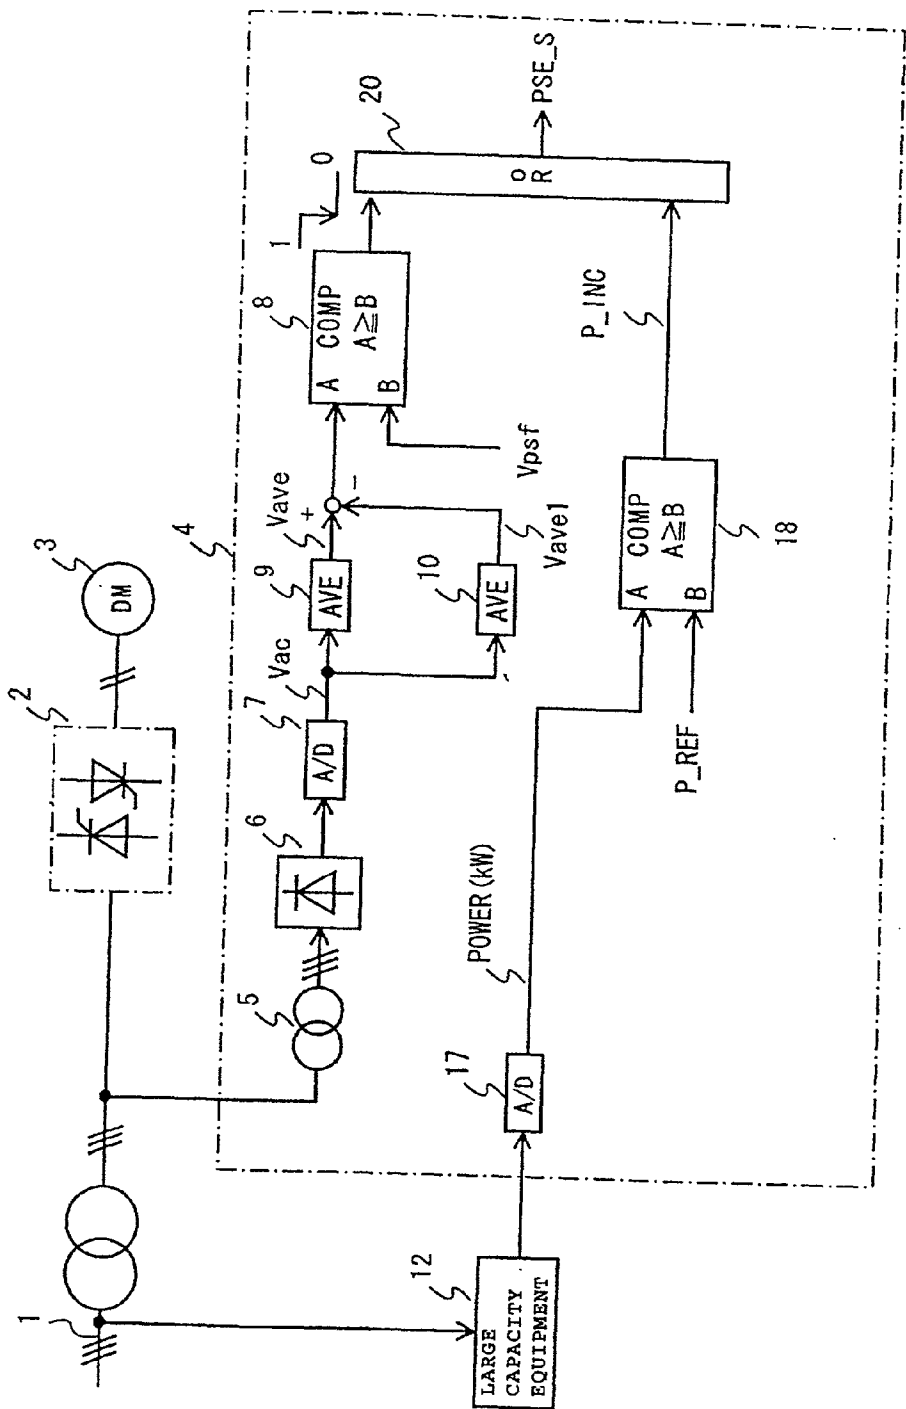 1
2
3
DM
4
5
6
7
A/D
Vac
9
AVE
Vave
+
-
10
AVE
Vave1
8
A COMP
A≧B
B
Vpsf
1
0
20
OR
PSE_S
12
LARGE
CAPACITY
EQUIPMENT
17
A/D
POWER(kW)
P_REF
A COMP
A≧B
B
18
P_INC